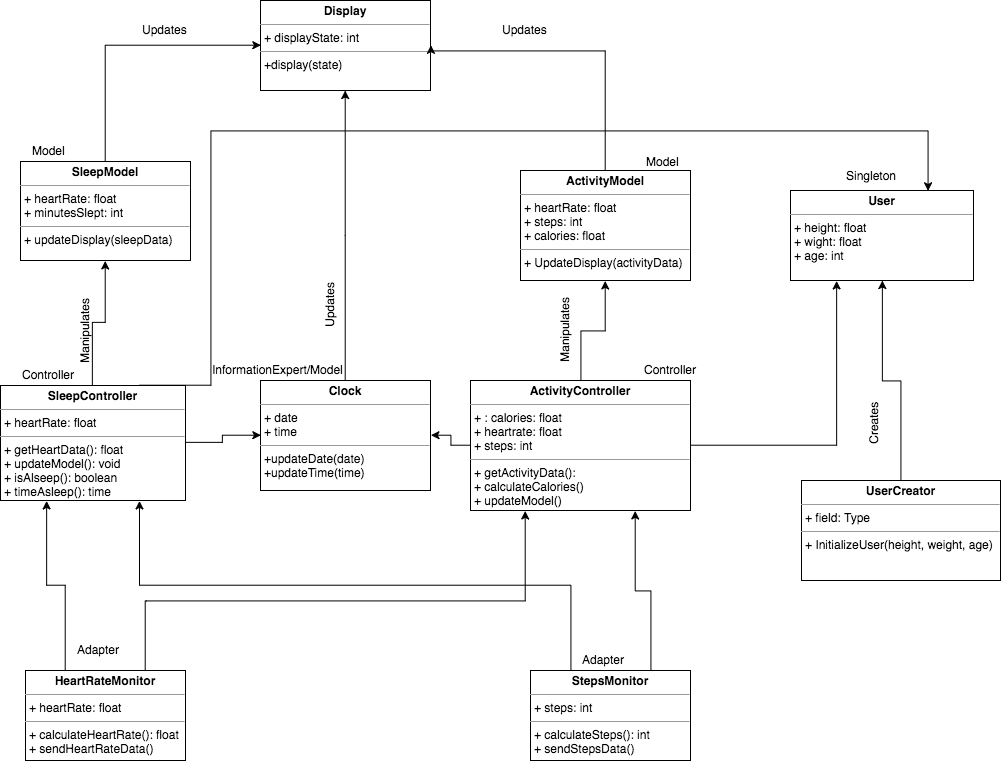 Display
+ displayState: int
+display(state)
Updates
Updates
Model
SleepModel
+ heartRate: float
+ minutesSlept: int
+ updateDisplay(sleepData)
Model
ActivityModel
+ heartRate: float
+ steps: int
+ calories: float
+ UpdateDisplay(activityData)
Singleton
User
+ height: float
+ wight: float
+ age: int
Manipulates
Updates
Manipulates
Controller
SleepController
+ heartRate: float
+ getHeartData(): float
+ updateModel(): void
+ isAlseep(): boolean
+ timeAsleep(): time
InformationExpert/Model
Clock
+ date
+ time
+updateDate(date)
+updateTime(time)
Controller
ActivityController
+ : calories: float
+ heartrate: float
+ steps: int
+ getActivityData():
+ calculateCalories()
+ updateModel()
Creates
UserCreator
+ field: Type
+ InitializeUser(height, weight, age)
Adapter
HeartRateMonitor
+ heartRate: float
+ calculateHeartRate(): float
+ sendHeartRateData()
Adapter
StepsMonitor
+ steps: int
+ calculateSteps(): int
+ sendStepsData()